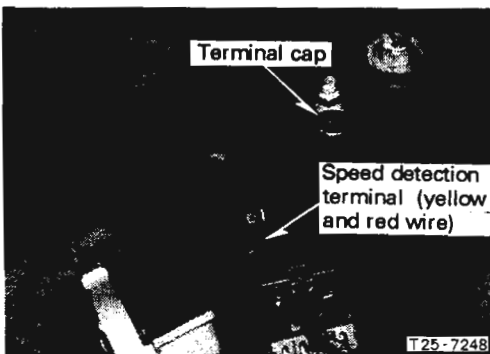 Terminal cap
Speed detection
terminal (yellow
and red wire)
T25-7248